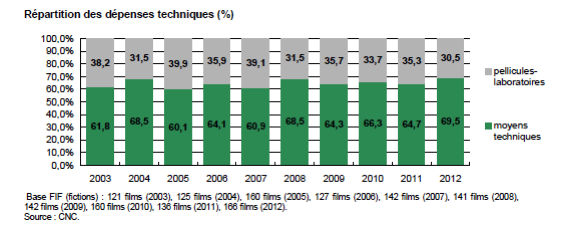 Répartition des dépenses techniques (%)
100,0%
90,0%
80,0%
70,0%
60,0%
50,0%
40,0%
30,0%
20,0%
10,0%
0,0%
38,2 31,5 39,9 35,9 39,1 31,5 35,7 33,7 35,3 30,5
61,8 68,5 60,1 64,1 60,9 68,5 64,3 66,3 64,7 69,5
2003 2004 2005 2006 2007 2008 2009 2010 2011 2012
pellicules-
laboratoires
moyens
techniques
Base FIF (fictions) : 121 films (2003), 125 films (2004), 160 films (2005), 127 films (2006), 142 films (2007), 141 films (2008),
142 films (2009), 160 films (2010), 136 films (2011), 166 films (2012).
Source : CNC.